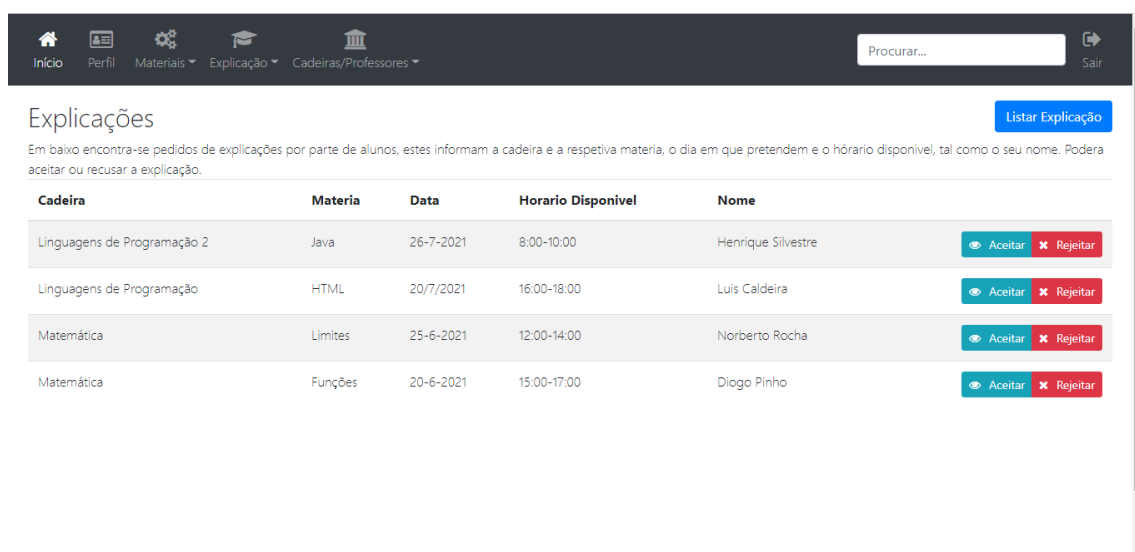 Início Perfil Materiais Explicação Cadeiras/Professores Procurar... Sair
Explicações Listar Explicação
Em baixo encontra-se pedidos de explicações por parte de alunos, estes informam a cadeira e a respetiva materia, o dia em que pretendem e o hórario disponivel, tal como o seu nome. Podera
aceitar ou recusar a explicação.
Cadeira Materia Data Horario Disponivel Nome
Linguagens de Programação 2 Java 26-7-2021 8:00-10:00 Henrique Silvestre Aceitar Rejeitar
Linguagens de Programação HTML 20/7/2021 16:00-18:00 Luis Caldeira Aceitar Rejeitar
Matemática Limites 25-6-2021 12:00-14:00 Norberto Rocha Aceitar Rejeitar
Matemática Funções 20-6-2021 15:00-17:00 Diogo Pinho Aceitar Rejeitar